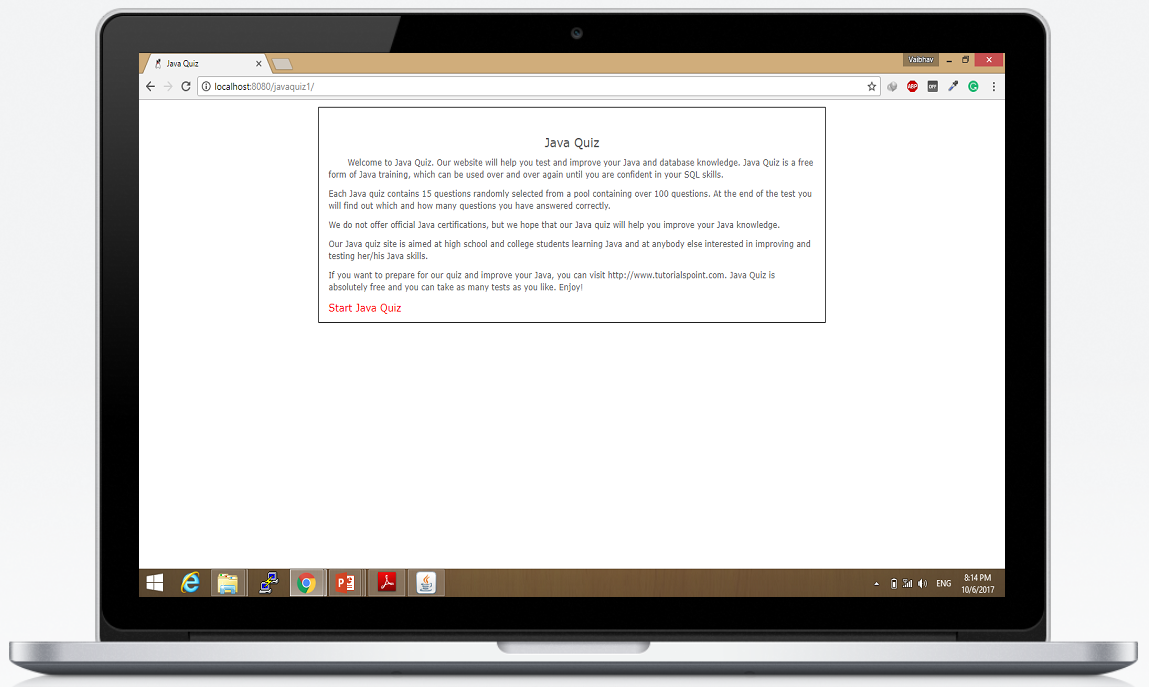 Java Quiz
Vaibhav
localhost:8080/javaquiz1/
ABP
OFF
Java Quiz
Welcome to Java Quiz. Our website will help you test and improve your Java and database knowledge. Java Quiz is a free
form of Java training, which can be used over and over again until you are confident in your SQL skills.
Each Java quiz contains 15 questions randomly selected from a pool containing over 100 questions. At the end of the test you
will find out which and how many questions you have answered correctly.
We do not offer official Java certifications, but we hope that our Java quiz will help you improve your Java knowledge.
Our Java quiz site is aimed at high school and college students learning Java and at anybody else interested in improving and
testing her/his Java skills.
If you want to prepare for our quiz and improve your Java, you can visit http://www.tutorialspoint.com. Java Quiz is
absolutely free and you can take as many tests as you like. Enjoy!
Start Java Quiz
ENG
8:14 PM
10/6/2017